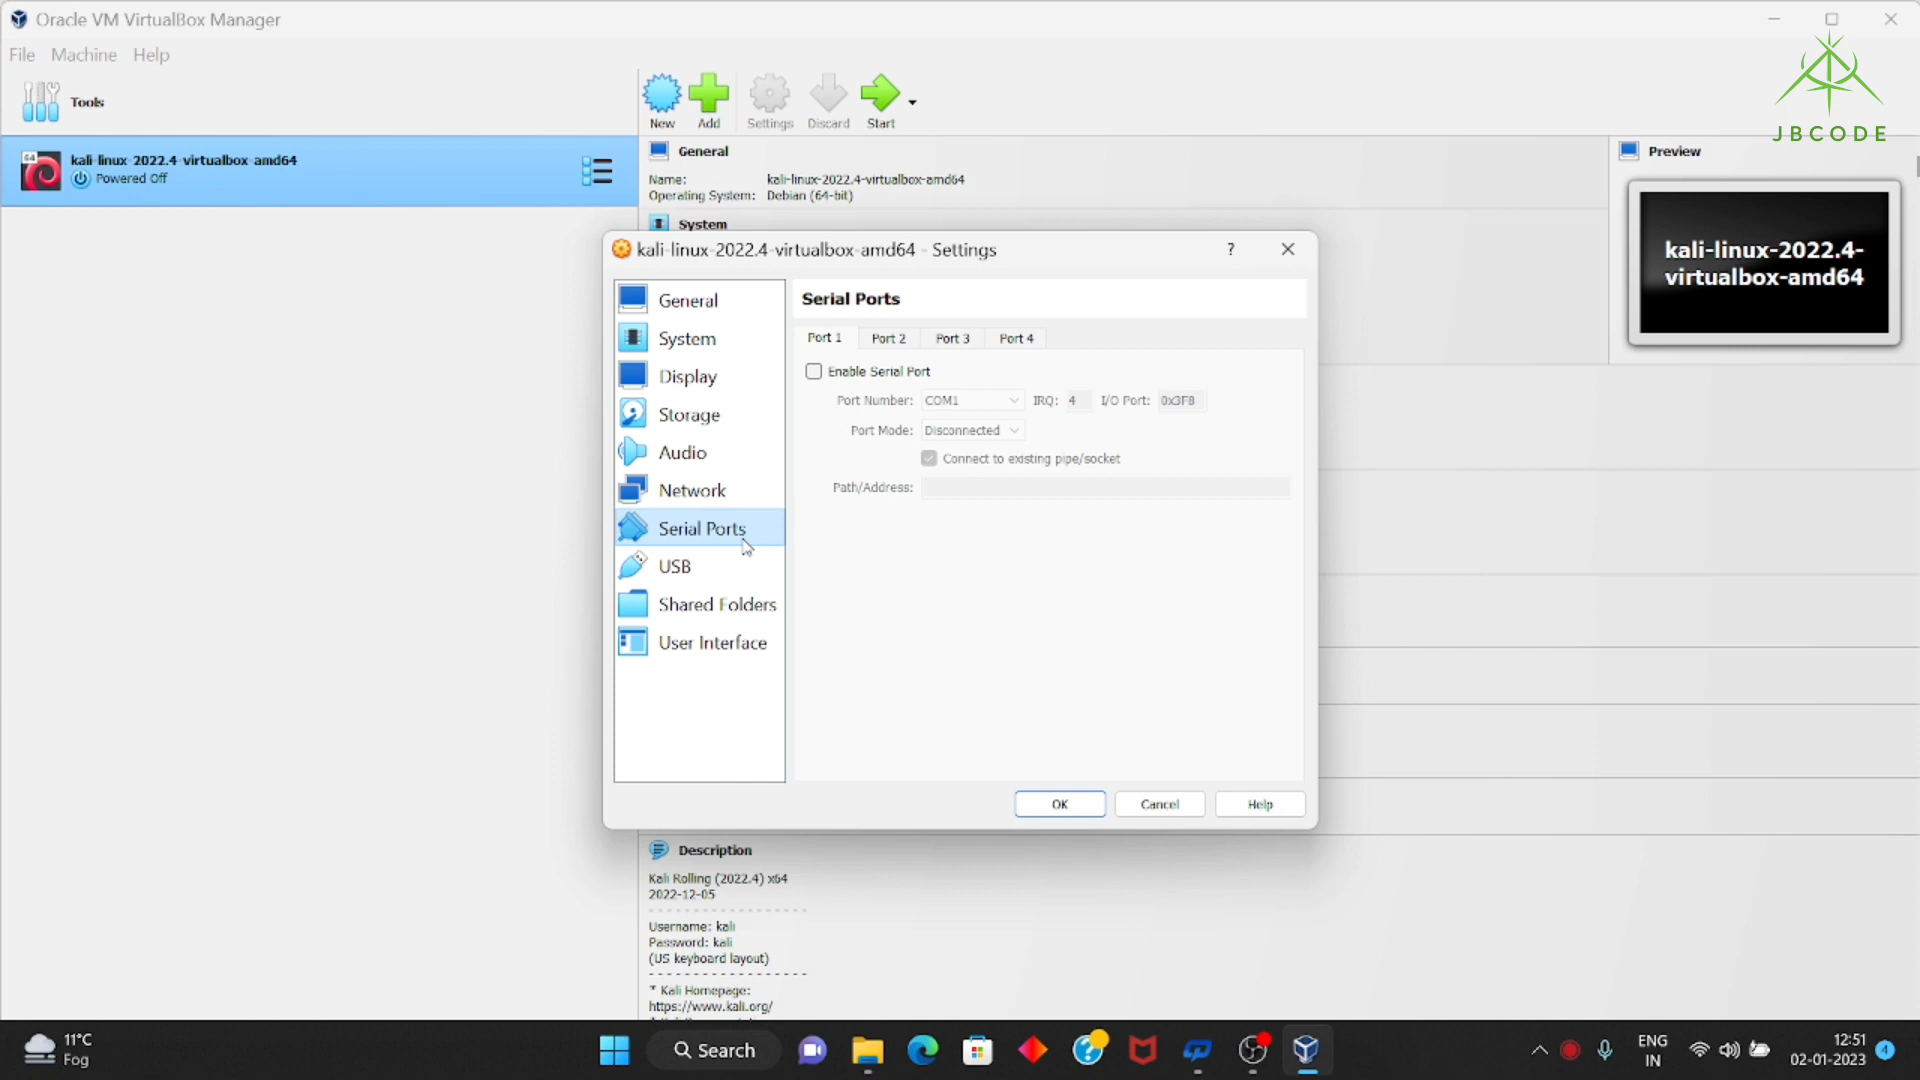 Oracle VM VirtualBox Manager
File Machine Help
JBCODE
Tools
New Add Settings Discard Start
kali-linux-2022.4-virtualbox-amd64
Powered Off
General
Name: kali-linux-2022.4-virtualbox-amd64
Operating System: Debian (64-bit)
System
Preview
kali-linux-2022.4-
virtualbox-amd64
kali-linux-2022.4-virtualbox-amd64 - Settings
?
General
System
Display
Storage
Audio
Network
Serial Ports
USB
Shared Folders
User Interface
Serial Ports
Port 1 Port 2 Port 3 Port 4
Enable Serial Port
Port Number: COM1 IRQ: 4 I/O Port: 0x3F8
Port Mode: Disconnected
Connect to existing pipe/socket
Path/Address:
OK Cancel Help
Description
Kali Rolling (2022.4) x64
2022-12-05
- - - - - - - - - - - - - - - - - -
Username: kali
Password: kali
(US keyboard layout)
- - - - - - - - - - - - - - - - - -
* Kali Homepage:
https://www.kali.org/
11°C
Fog
Search
ENG
IN
12:51
02-01-2023
4